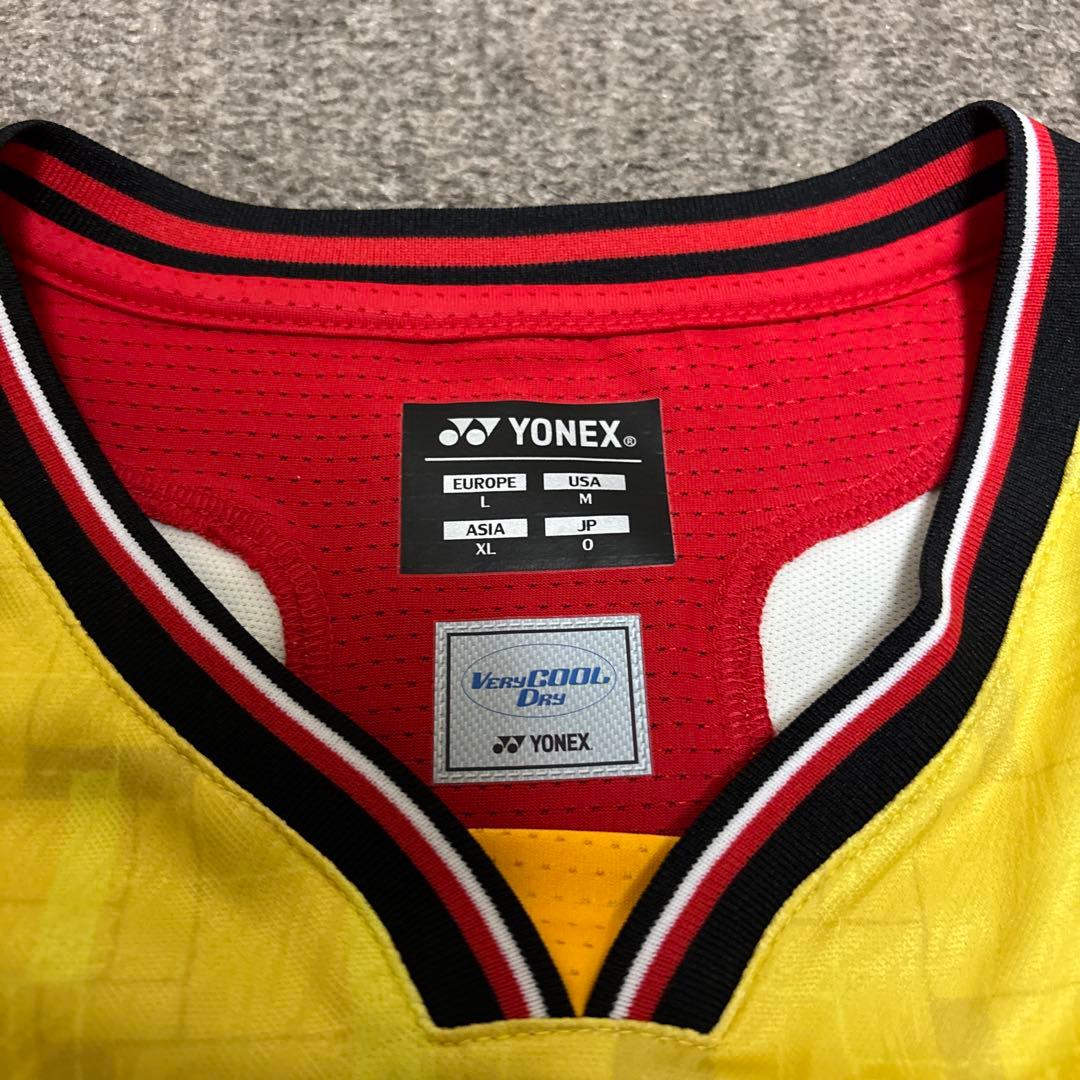 YONEX®
EUROPE USA
L M
ASIA JP
XL O
VERYCOOL
DRY
YONEX